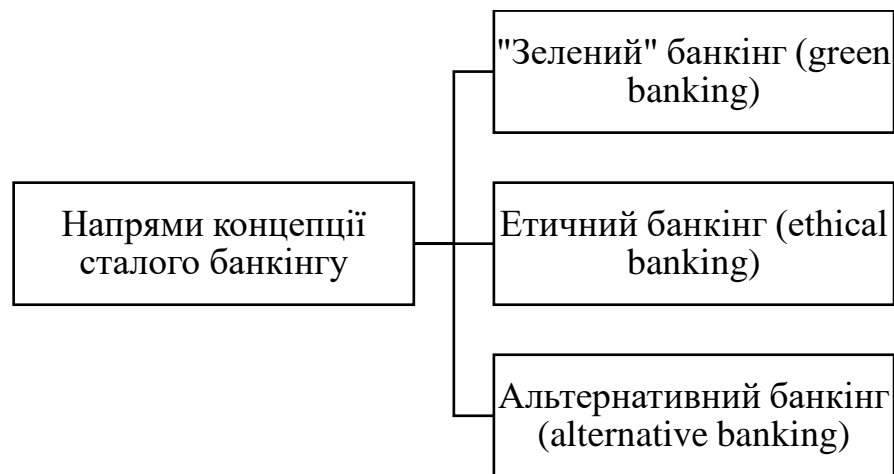 "Зелений" банкінг (green
banking)
Напрями концепції
сталого банкінгу
Етичний банкінг (ethical
banking)
Альтернативний банкінг
(alternative banking)